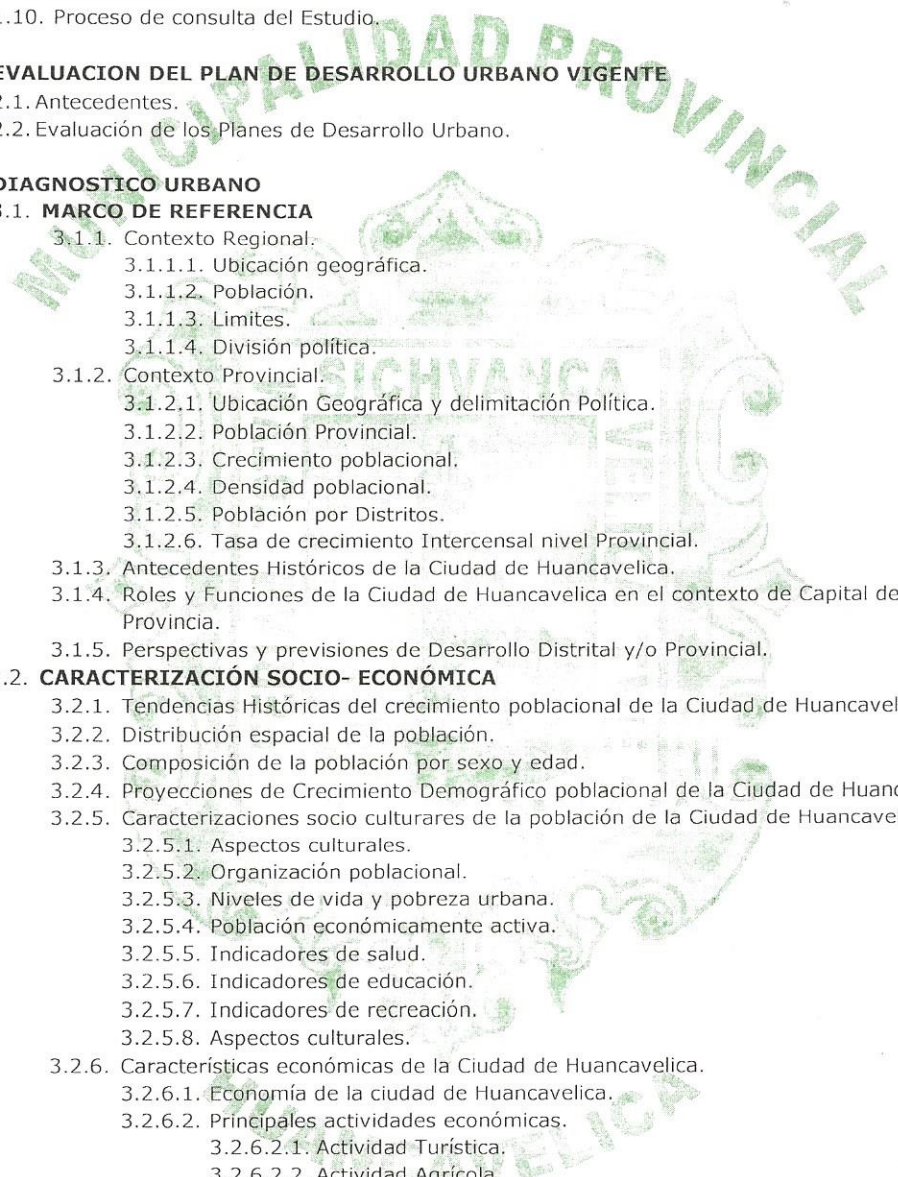 1.10. Proceso de consulta del Estudio.
EVALUACION DEL PLAN DE DESARROLLO URBANO VIGENTE
2.1. Antecedentes.
2.2. Evaluación de los Planes de Desarrollo Urbano.
DIAGNOSTICO URBANO
3.1. MARCO DE REFERENCIA
3.1.1. Contexto Regional.
3.1.1.1. Ubicación geográfica.
3.1.1.2. Población.
3.1.1.3. Limites.
3.1.1.4. División política.
3.1.2. Contexto Provincial.
3.1.2.1. Ubicación Geográfica y delimitación Política.
3.1.2.2. Población Provincial.
3.1.2.3. Crecimiento poblacional.
3.1.2.4. Densidad poblacional.
3.1.2.5. Población por Distritos.
3.1.2.6. Tasa de crecimiento Intercensal nivel Provincial.
3.1.3. Antecedentes Históricos de la Ciudad de Huancavelica.
3.1.4. Roles y Funciones de la Ciudad de Huancavelica en el contexto de Capital de
Provincia.
3.1.5. Perspectivas y previsiones de Desarrollo Distrital y/o Provincial.
.2. CARACTERIZACIÓN SOCIO- ECONÓMICA
3.2.1. Tendencias Históricas del crecimiento poblacional de la Ciudad de Huancavel
3.2.2. Distribución espacial de la población.
3.2.3. Composición de la población por sexo y edad.
3.2.4. Proyecciones de Crecimiento Demográfico poblacional de la Ciudad de Huanc
3.2.5. Caracterizaciones socio culturares de la población de la Ciudad de Huancavel
3.2.5.1. Aspectos culturales.
3.2.5.2. Organización poblacional.
3.2.5.3. Niveles de vida y pobreza urbana.
3.2.5.4. Población económicamente activa.
3.2.5.5. Indicadores de salud.
3.2.5.6. Indicadores de educación.
3.2.5.7. Indicadores de recreación.
3.2.5.8. Aspectos culturales.
3.2.6. Características económicas de la Ciudad de Huancavelica.
3.2.6.1. Economía de la ciudad de Huancavelica.
3.2.6.2. Principales actividades económicas.
3.2.6.2.1. Actividad Turística.
3.2.6.2.2. Actividad Agrícola.
MUNICIPALIDAD PROVINCIAL
HUANCAVELICA